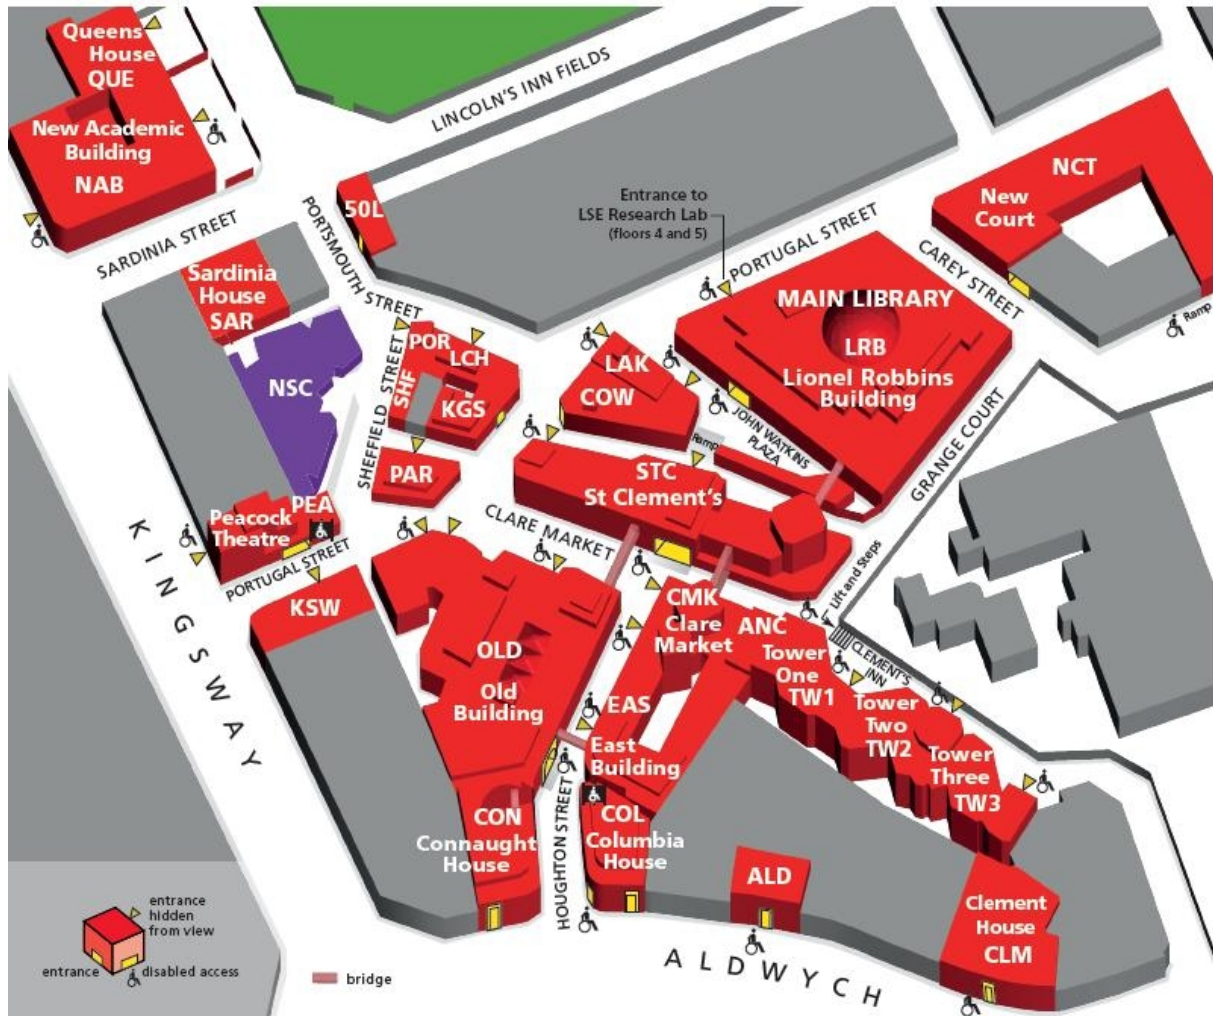 Queens
House
QUE
New Academic
Building
NAB
LINCOLN'S INN FIELDS
SARDINIA STREET
PORTSMOUTH STREET
50L
Entrance to
LSE Research Lab
(floors 4 and 5)
PORTUGAL STREET
NCT
New
Court
CAREY STREET
Ramp
Sardinia
House
SAR
NSC
SHEFFIELD STREET
POR
LCH
SHF
KGS
LAK
COW
MAIN LIBRARY
LRB
Lionel Robbins
Building
JOHN WATKINS
PLAZA
Ramp
GRANGE COURT
PAR
STC
St Clement's
PEA
Peacock
Theatre
PORTUGAL STREET
KINGSWAY
CLARE MARKET
Lift and Steps
KSW
OLD
Old
Building
CMK
Clare
Market
ANC
Tower
One
TW1
CLEMENT'S
INN
EAS
East
Building
Tower
Two
TW2
Tower
Three
TW3
CON
Connaught
House
HOUGHTON STREET
COL
Columbia
House
ALD
Clement
House
CLM
ALDWYCH
entrance
hidden
from view
entrance
disabled access
bridge